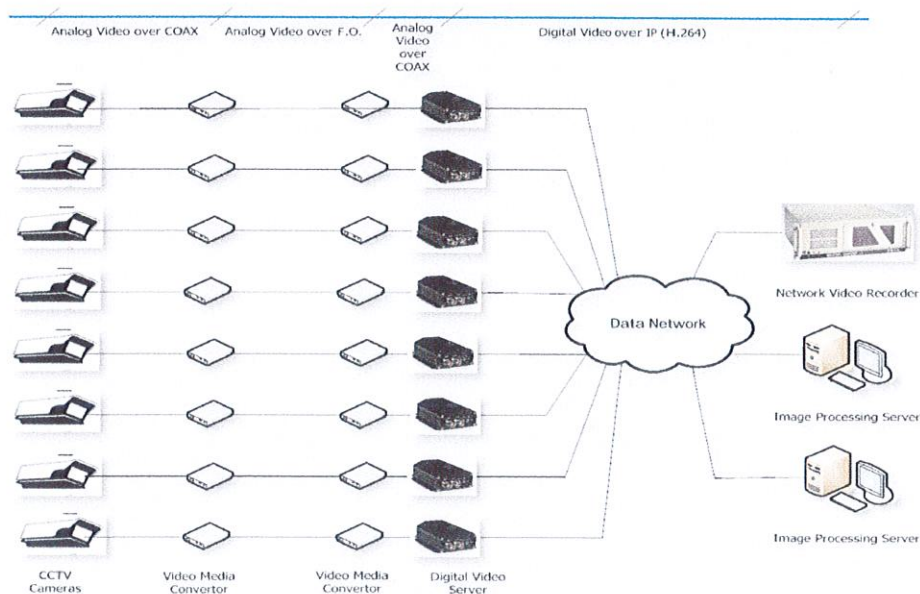 Analog Video over COAX
Analog Video over F.O.
Analog
Video
over
COAX
Digital Video over IP (H.264)
Data Network
Network Video Recorder
Image Processing Server
Image Processing Server
CCTV
Cameras
Video Media
Convertor
Video Media
Convertor
Digital Video
Server